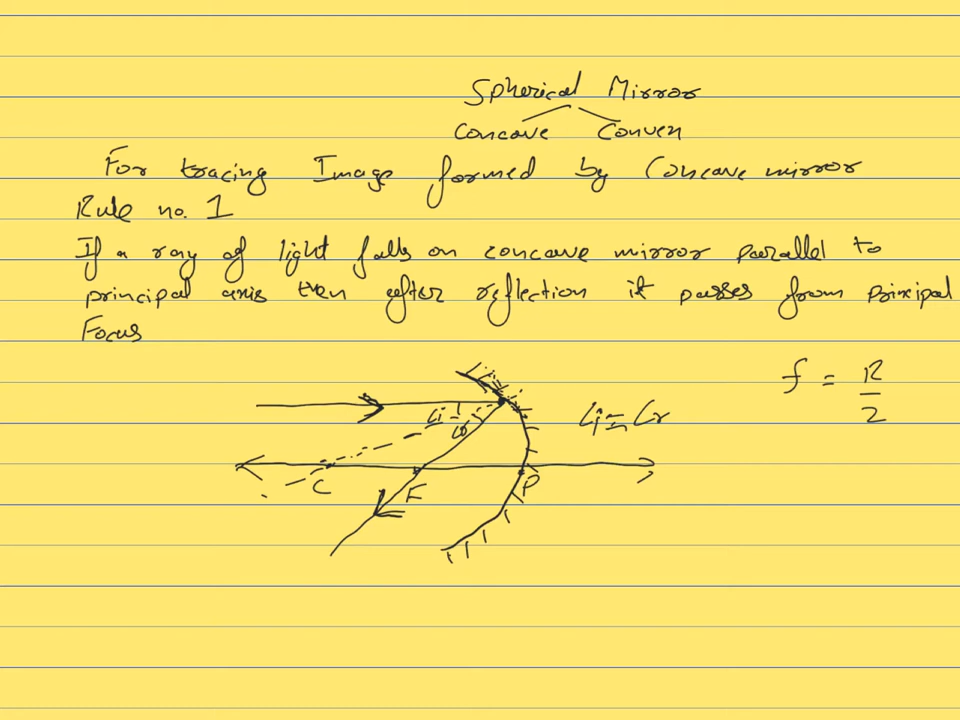 Spherical Mirror
Concave Convex
For tracing Image formed by Concave mirror
Rule no. 1
If a ray of light falls on concave mirror parallel to
principal axis then after reflection it passes from principal
Focus
f = R/2
∠i ∠r
∠i = ∠r
C F P